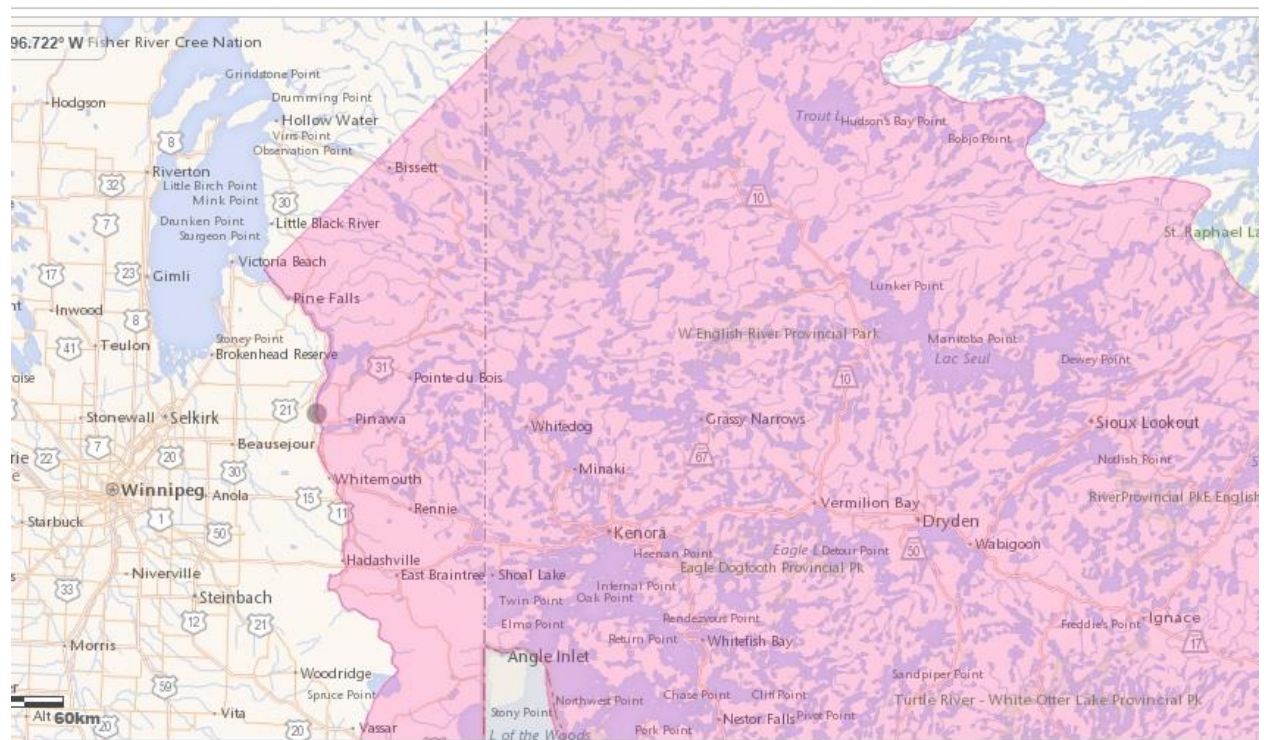 96.722° W Fisher River Cree Nation
Grindstone Point
Hodgson
Drumming Point
Hollow Water
Viris Point
Observation Point
8
Riverton
Bissett
Trout L
Hudson's Bay Point
Bobjo Point
32
Little Birch Point
Mink Point
30
10
7
Drunken Point
Sturgeon Point
Little Black River
St. Raphael La
17
23
Gimli
Victoria Beach
Inwood
Pine Falls
Lunker Point
8
41
Teulon
Stoney Point
Brokenhead Reserve
W English River Provincial Park
Manitoba Point
Lac Seul
Dewey Point
oise
31
Pointe du Bois
10
Stonewall
Selkirk
21
Pinawa
Whitedog
Grassy Narrows
Sioux Lookout
rie
22
7
20
Beausejour
67
Notlish Point
30
Minaki
Winnipeg
Anola
15
Whitemouth
RiverProvincial PkE English
Starbuck
1
50
11
Rennie
Vermilion Bay
Kenora
Dryden
Heenan Point
Eagle L
Detour Point
50
Wabigoon
Hadashville
Eagle Dogtooth Provincial Pk
Niverville
East Braintree
Shoal Lake
33
Steinbach
Infernal Point
Twin Point
Oak Point
12
21
Elmo Point
Rendezvous Point
Freddie's Point
Ignace
Morris
Return Point
Whitefish Bay
17
Angle Inlet
Woodridge
Sandpiper Point
59
Spruce Point
Northwest Point
Chase Point
Cliff Point
Turtle River - White Otter Lake Provincial Pk
Alt
60km
20
Vita
20
Vassar
Stony Point
Nestor Falls
Pivot Point
L of the Woods
Pork Point